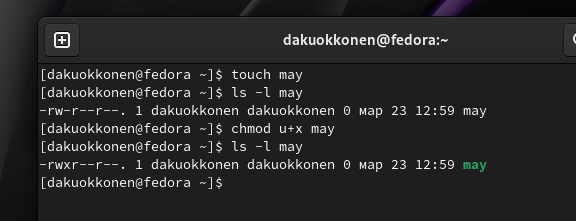 dakuokkonen@fedora:~
[dakuokkonen@fedora ~]$ touch may
[dakuokkonen@fedora ~]$ ls -l may
-rw-r--r--. 1 dakuokkonen dakuokkonen 0 мар 23 12:59 may
[dakuokkonen@fedora ~]$ chmod u+x may
[dakuokkonen@fedora ~]$ ls -l may
-rwxr--r--. 1 dakuokkonen dakuokkonen 0 мар 23 12:59 may
[dakuokkonen@fedora ~]$